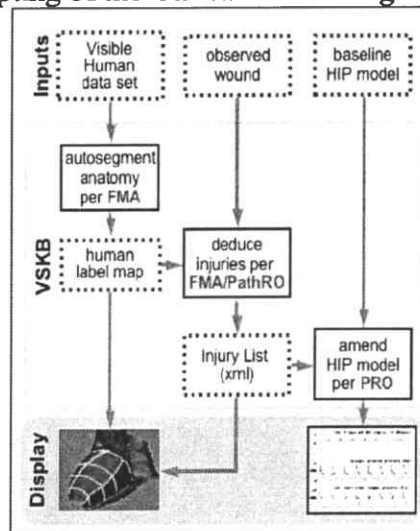 Inputs
Visible
Human
data set
observed
wound
baseline
HIP model
VSKB
autosegment
anatomy
per FMA
human
label map
deduce
injuries per
FMA/PathRO
Injury List
(xml)
amend
HIP model
per PRO
Display